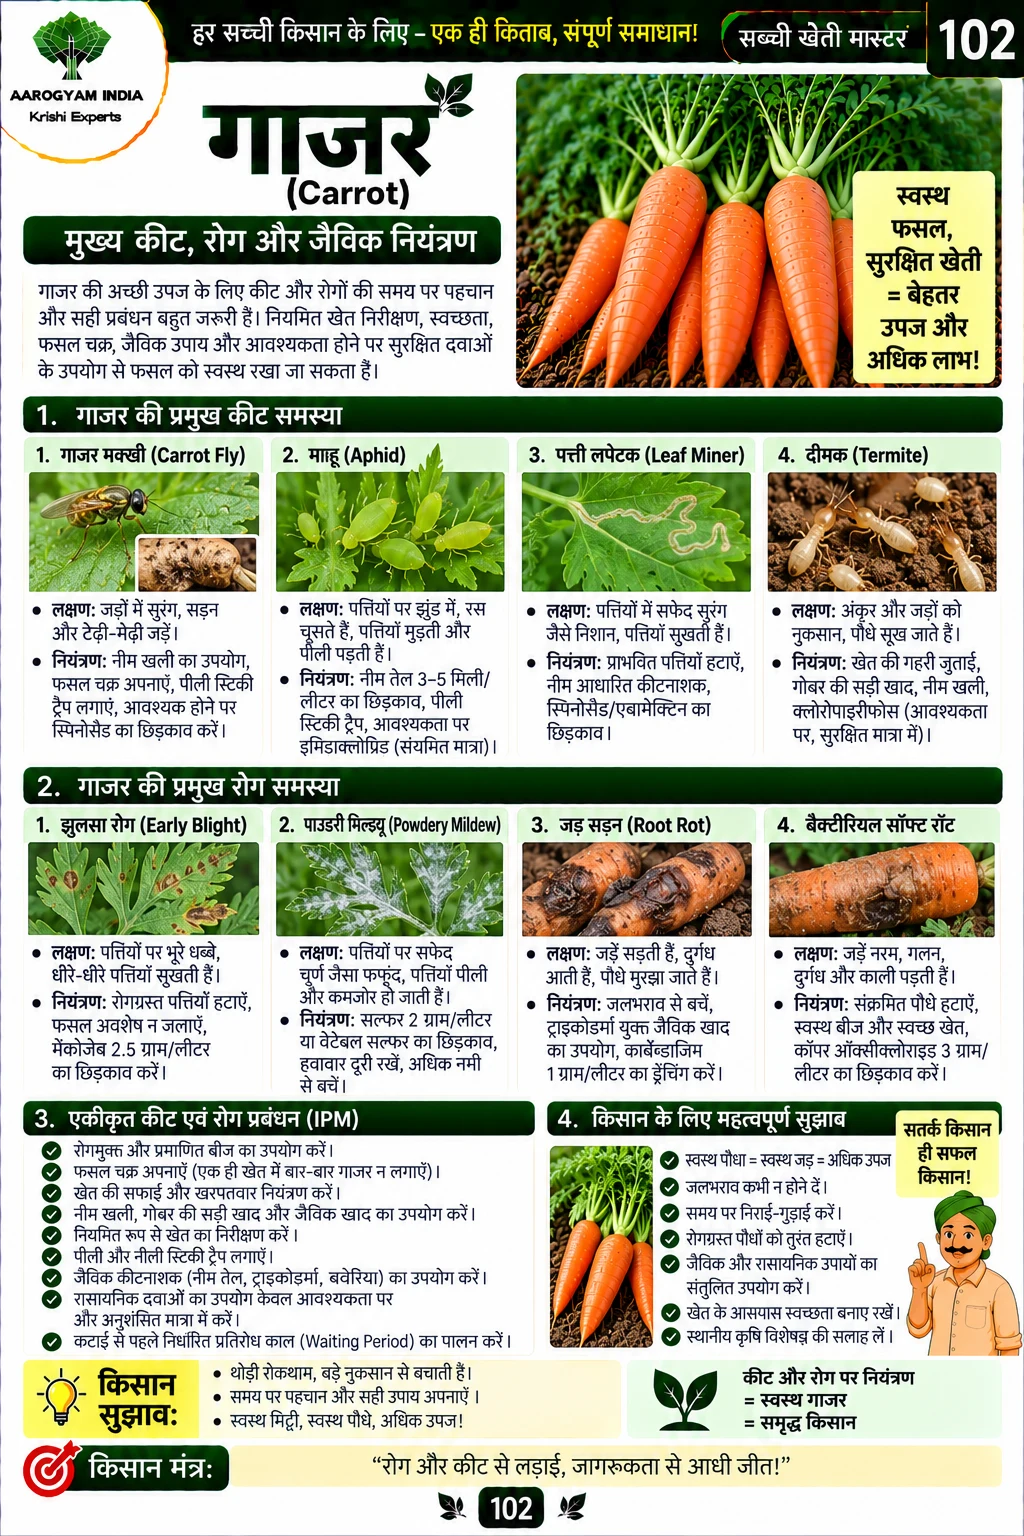 AAROGYAM INDIA
Krishi Experts
हर सच्ची किसान के लिए – एक ही किताब, संपूर्ण समाधान!
सब्ची खेती मास्टर
102
गाजर
(Carrot)
मुख्य कीट, रोग और जैविक नियंत्रण
गाजर की अच्छी उपज के लिए कीट और रोगों की समय पर पहचान
और सही प्रबंधन बहुत जरूरी हैं। नियमित खेत निरीक्षण, स्वच्छता,
फसल चक्र, जैविक उपाय और आवश्यकता होने पर सुरक्षित दवाओं
के उपयोग से फसल को स्वस्थ रखा जा सकता हैं।
स्वस्थ
फसल,
सुरक्षित खेती
= बेहतर
उपज और
अधिक लाभ!
1. गाजर की प्रमुख कीट समस्या
1. गाजर मक्खी (Carrot Fly)
लक्षण: जड़ों में सुरंग, सड़न
और टेढ़ी-मेढ़ी जड़ें।
नियंत्रण: नीम खली का उपयोग,
फसल चक्र अपनाएँ, पीली स्टिकी
ट्रैप लगाएं, आवश्यक होने पर
स्पिनोसैड का छिड़काव करें।
2. मााहू (Aphid)
लक्षण: पत्तियों पर झुंड में, रस
चूसते हैं, पत्तियाँ मुड़ती और
पीली पड़ती हैं।
नियंत्रण: नीम तेल 3–5 मिली/
लीटर का छिड़काव, पीली
स्टिकी ट्रैप, आवश्यकता पर
इमिडाक्लोप्रिड (संयमित मात्रा)।
3. पत्ती लपेटक (Leaf Miner)
लक्षण: पत्तियों में सफेद सुरंग
जैसे निशान, पत्तियाँ सुखती हैं।
नियंत्रण: प्राभवित पत्तियाँ हटाएँ,
नीम आधारित कीटनाशक,
स्पिनोसैड/एबामेक्टिन का
छिड़काव।
4. दीमक (Termite)
लक्षण: अंकृर और जड़ों को
नुकसान, पौधे सूख जाते हैं।
नियंत्रण: खेत की गहरी जुताई,
गोबर की सड़ी खाद, नीम खली,
क्लोरोपाइरीफोस (आवश्यकता
पर, सुरक्षित मात्रा में)।
2. गाजर की प्रमुख रोग समस्या
1. झुलसा रोग (Early Blight)
लक्षण: पत्तियों पर भूरे धब्बे,
धीरे-धीरे पत्तियाँ सुखती हैं।
नियंत्रण: रोगग्रस्त पत्तियाँ हटाएँ,
फसल अवशेष न जलाएँ,
मेंकोजेब 2.5 ग्राम/लीटर
का छिड़काव करें।
2. पाउडरी मिल्डयू (Powdery Mildew)
लक्षण: पत्तियों पर सफेद
चुर्ण जैसा फफूंद, पत्तियाँ पीली
और कमजोर हो जाती हैं।
नियंत्रण: सल्फर 2 ग्राम/लीटर
या वेटेबल सल्फर का छिड़काव,
हवावार दूरी रखें, अधिक नमी
से बचें।
3. जड़ सड़न (Root Rot)
लक्षण: जड़ें सड़ती हैं, दुर्गध
आती हैं, पौधे मुरझा जाते हैं।
नियंत्रण: जलभराव से बचें,
ट्राइकोडर्मा युक्त जैविक खाद
का उपयोग, कार्बेन्डाजिम
1 ग्राम/लीटर का ड्रेंचिंग करें।
4. बैक्टीरियल सॉफ्ट रॉट
लक्षण: जड़ें नरम, गलन,
दुर्गध और काली पड़ती हैं।
नियंत्रण: संक्रमित पौधे हटाएँ,
स्वस्थ बीज और स्वच्छ खेत,
कॉपर ऑक्सीक्लोराइड 3 ग्राम/
लीटर का छिड़काव करें।
3. एकीकृत कीट एवं रोग प्रबंधन (IPM)
रोगमुक्त और प्रमाणित बीज का उपयोग करें।
फसल चक्र अपनाएँ (एक ही खेत में बार-बार गाजर न लगाएँ)।
खेत की सफाई और खरपतवार नियंत्रण करें।
नीम खली, गोबर की सड़ी खाद और जैविक खाद का उपयोग करें।
नियमित रूप से खेत का निरीक्षण करें।
पीली और नीली स्टिकी ट्रैप लगाएँ।
जैविक कीटनाशक (नीम तेल, ट्राइकोडर्मा, बवेरिया) का उपयोग करें।
रासायनिक दवाओं का उपयोग केवल आवश्यकता पर
और अनुशंसित मात्रा में करें।
कटाई से पहले निर्धारित प्रतिरोध काल (Waiting Period) का पालन करें।
4. किसान के लिए महत्वपूर्ण सुझाब
सतर्क किसान
ही सफल
किसान!
स्वस्थ पौधा = स्वस्थ जड़ = अधिक उपज
जलभराव कभी न होने दें।
समय पर निराई-गुड़ाई करें।
रोगग्रस्त पौधों को तुरंत हटाएँ।
जैविक और रासायनिक उपायों का
संतुलित उपयोग करें।
खेत के आसयास स्वच्छता बनाए रखें।
स्थानीय कृषि विशेषज्ञ की सलाह लें।
किसान
सुझाव:
थोड़ी रोकथाम, बड़े नुकसान से बचाती हैं।
समय पर पहचान और सही उपाय अपनाएँ ।
स्वस्थ मिट्टी, स्वस्थ पौधे, अधिक उपज!
कीट और रोग पर नियंत्रण
= स्वस्थ गाजर
= समृद्ध किसान
किसान मंत्र:
“रोग और कीट से लड़ाई, जागरूकता से आधी जीत!”
102